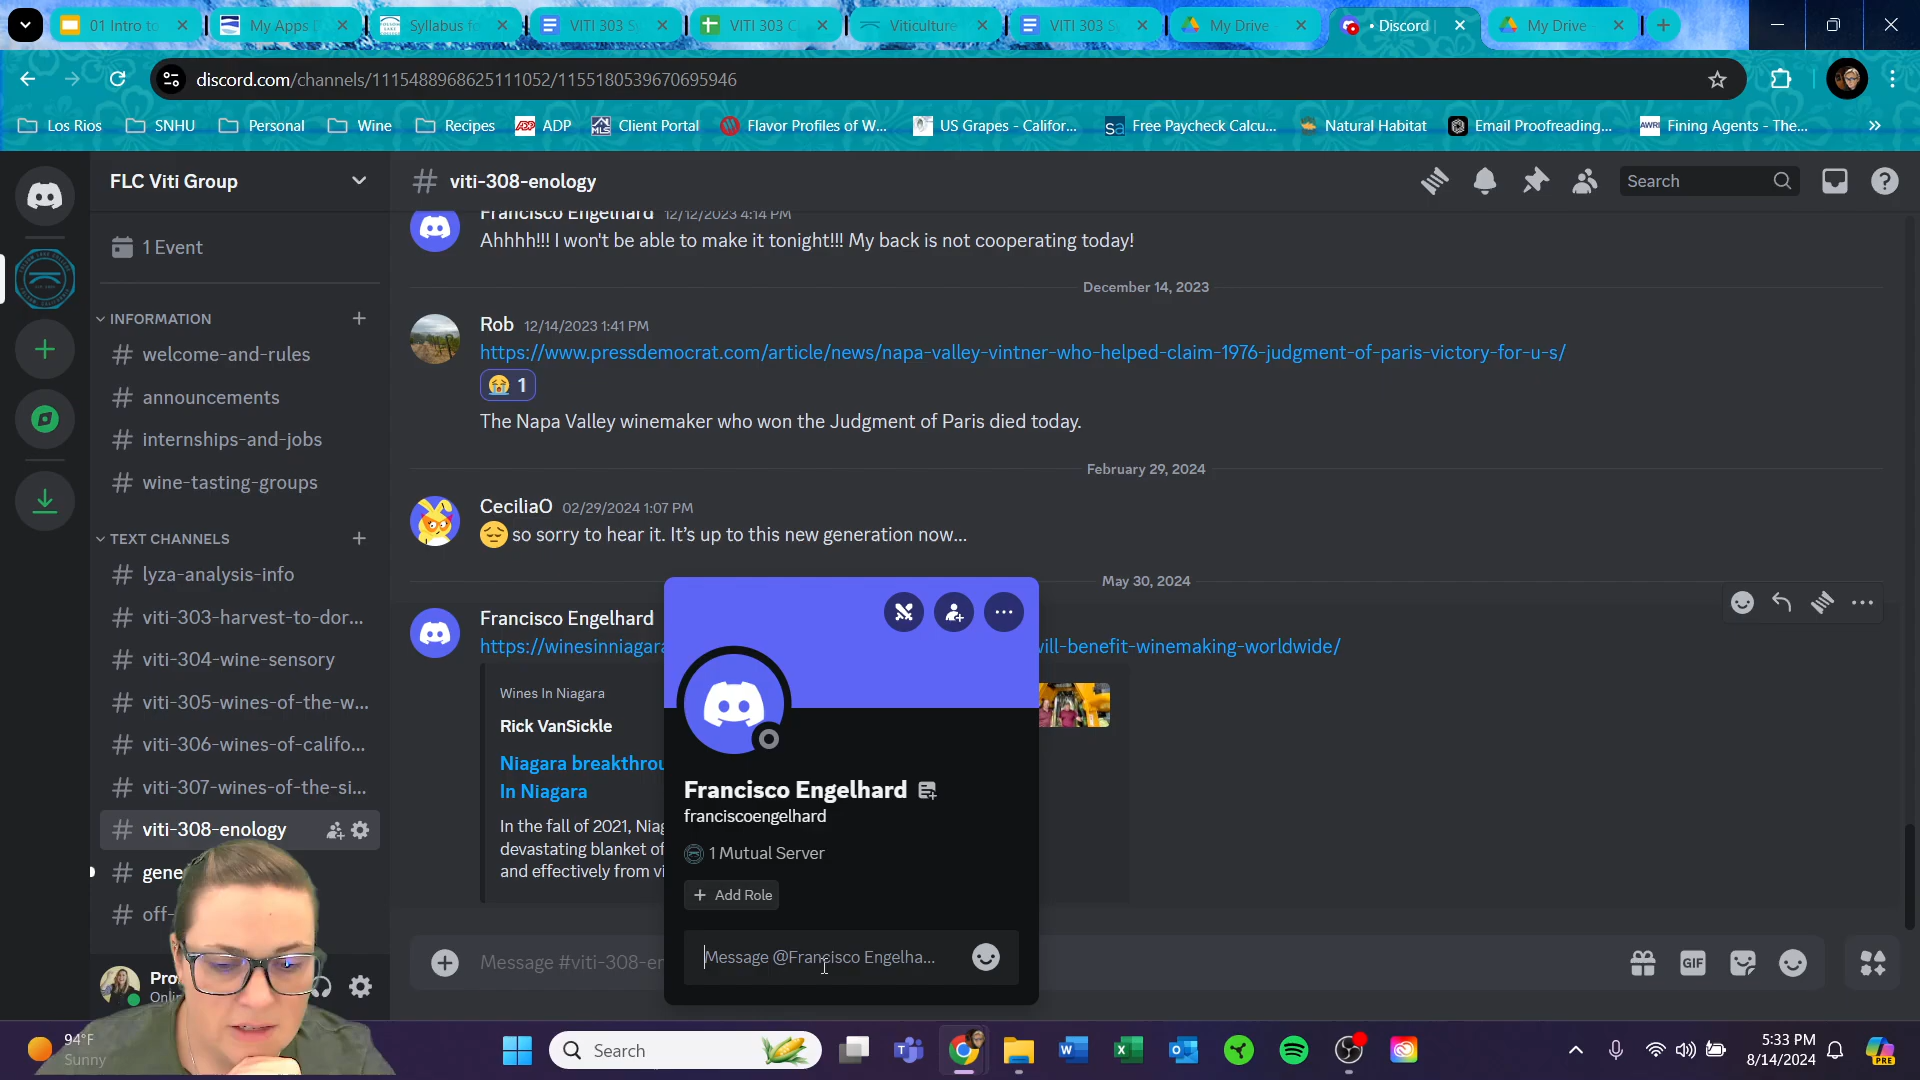 01 Intro to
My Apps D
Syllabus fo
VITI 303 Sy
VITI 303 C
Viticulture
VITI 303 Sy
My Drive
• Discord |
My Drive -
discord.com/channels/1115488968625111052/1155180539670695946
Los Rios
SNHU
Personal
Wine
Recipes
ADP
Client Portal
Flavor Profiles of W...
US Grapes - Califor...
Free Paycheck Calcu...
Natural Habitat
Email Proofreading...
Fining Agents - The...
FLC Viti Group
1 Event
INFORMATION
welcome-and-rules
announcements
internships-and-jobs
wine-tasting-groups
TEXT CHANNELS
lyza-analysis-info
viti-303-harvest-to-dor...
viti-304-wine-sensory
viti-305-wines-of-the-w...
viti-306-wines-of-califo...
viti-307-wines-of-the-si...
viti-308-enology
gene
off-
Pro
Onlin
viti-308-enology
Search
Francisco Engelhard 12/12/2023 4:14 PM
Ahhhh!!! I won't be able to make it tonight!!! My back is not cooperating today!
December 14, 2023
Rob 12/14/2023 1:41 PM
https://www.pressdemocrat.com/article/news/napa-valley-vintner-who-helped-claim-1976-judgment-of-paris-victory-for-u-s/
😭 1
The Napa Valley winemaker who won the Judgment of Paris died today.
February 29, 2024
CeciliaO 02/29/2024 1:07 PM
😔 so sorry to hear it. It's up to this new generation now...
May 30, 2024
Francisco Engelhard
https://winesinniagara
will-benefit-winemaking-worldwide/
Wines In Niagara
Rick VanSickle
Niagara breakthrou
In Niagara
In the fall of 2021, Niag
devastating blanket of
and effectively from vi
Francisco Engelhard
franciscoengelhard
1 Mutual Server
+ Add Role
Message @Francisco Engelha...
Message #viti-308-en
GIF
94°F
Sunny
Search
5:33 PM
8/14/2024
PRE